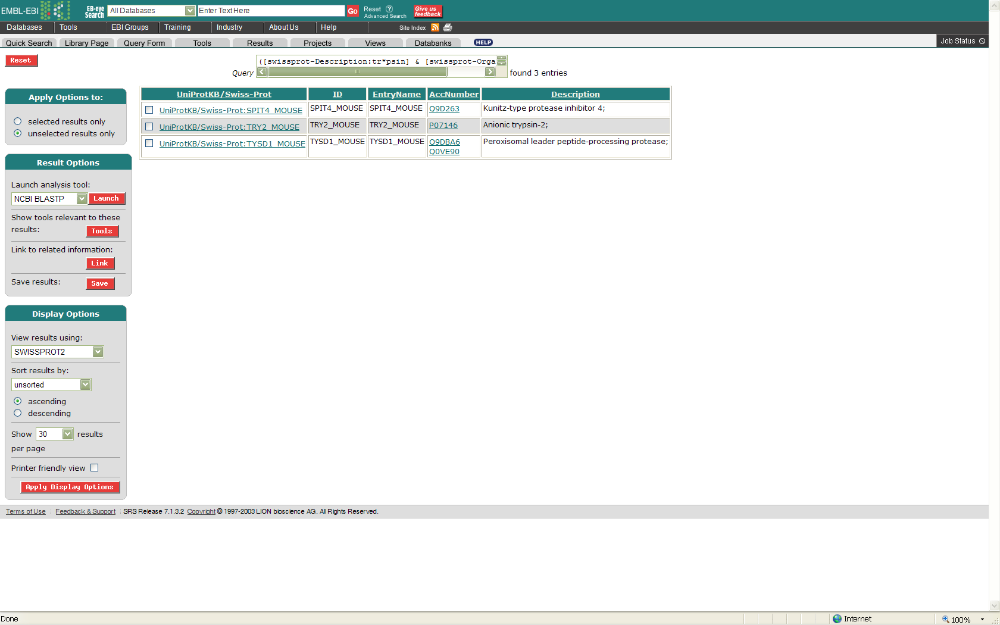 EMBL-EBI
EB-eye Search
All Databases
Enter Text Here
Go
Reset ?
Advanced Search
Give us feedback
Databases Tools EBI Groups Training Industry About Us Help Site Index
Quick Search Library Page Query Form Tools Results Projects Views Databanks HELP Job Status
Reset
Query ([swissprot-Description:tr*psin] & [swissprot-Orga found 3 entries
Apply Options to:
selected results only
unselected results only
Result Options
Launch analysis tool:
NCBI BLASTP Launch
Show tools relevant to these
results: Tools
Link to related information:
Link
Save results: Save
Display Options
View results using:
SWISSPROT2
Sort results by:
unsorted
ascending
descending
Show 30 results
per page
Printer friendly view
Apply Display Options
UniProtKB/Swiss-Prot ID EntryName AccNumber Description
UniProtKB/Swiss-Prot:SPIT4_MOUSE SPIT4_MOUSE SPIT4_MOUSE Q9D263 Kunitz-type protease inhibitor 4;
UniProtKB/Swiss-Prot:TRY2_MOUSE TRY2_MOUSE TRY2_MOUSE P07146 Anionic trypsin-2;
UniProtKB/Swiss-Prot:TYSD1_MOUSE TYSD1_MOUSE TYSD1_MOUSE Q9DBA6 Peroxisomal leader peptide-processing protease;
Q0VE90
Terms of Use Feedback & Support SRS Release 7.1.3.2 Copyright © 1997-2003 LION bioscience AG. All Rights Reserved.
Done Internet 100%